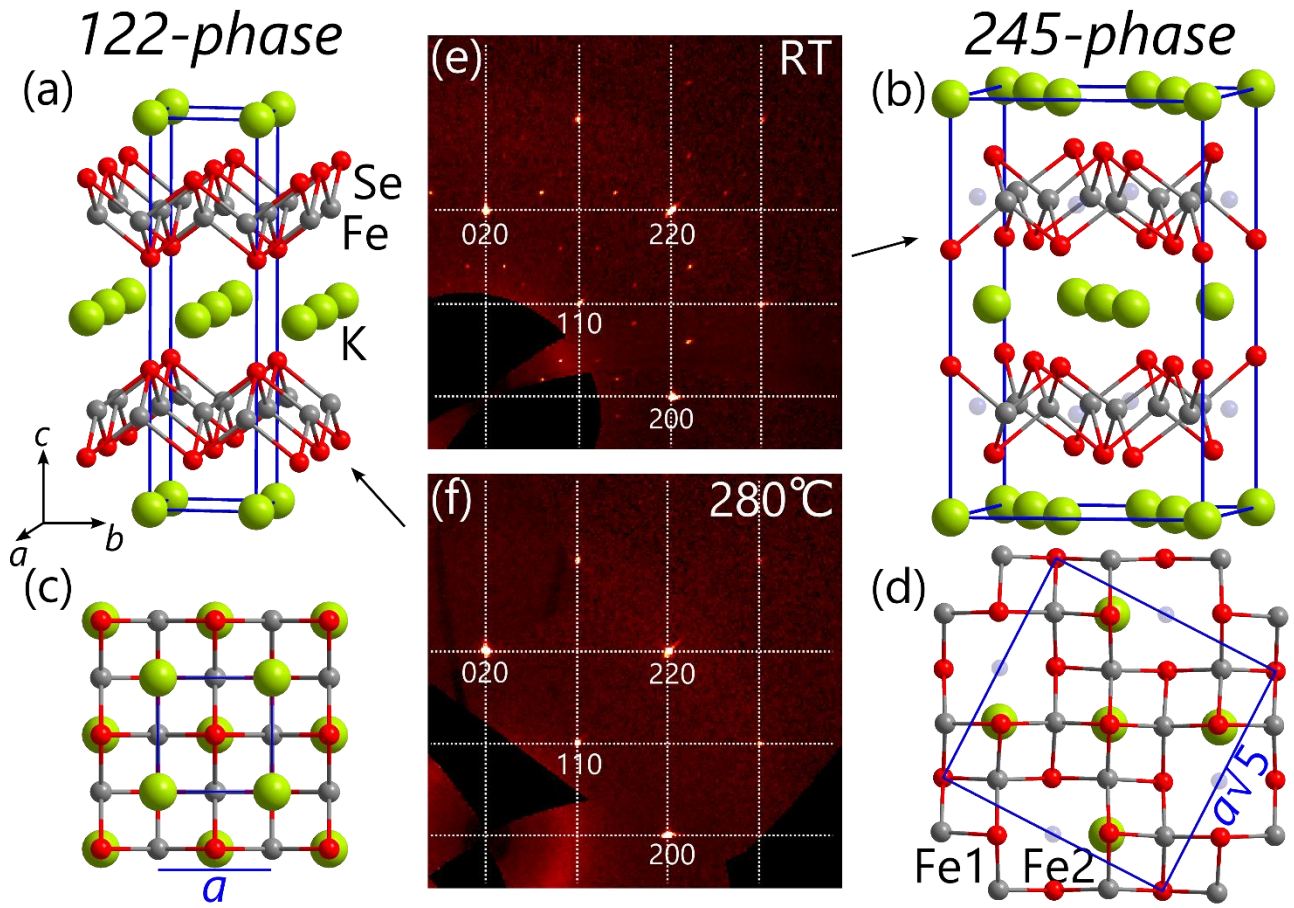 122-phase
245-phase
(a)
Se
Fe
K
c
a
b
(e)
RT
020
220
110
200
(b)
(f)
280℃
020
220
110
200
(c)
a
(d)
a√5
Fe1
Fe2